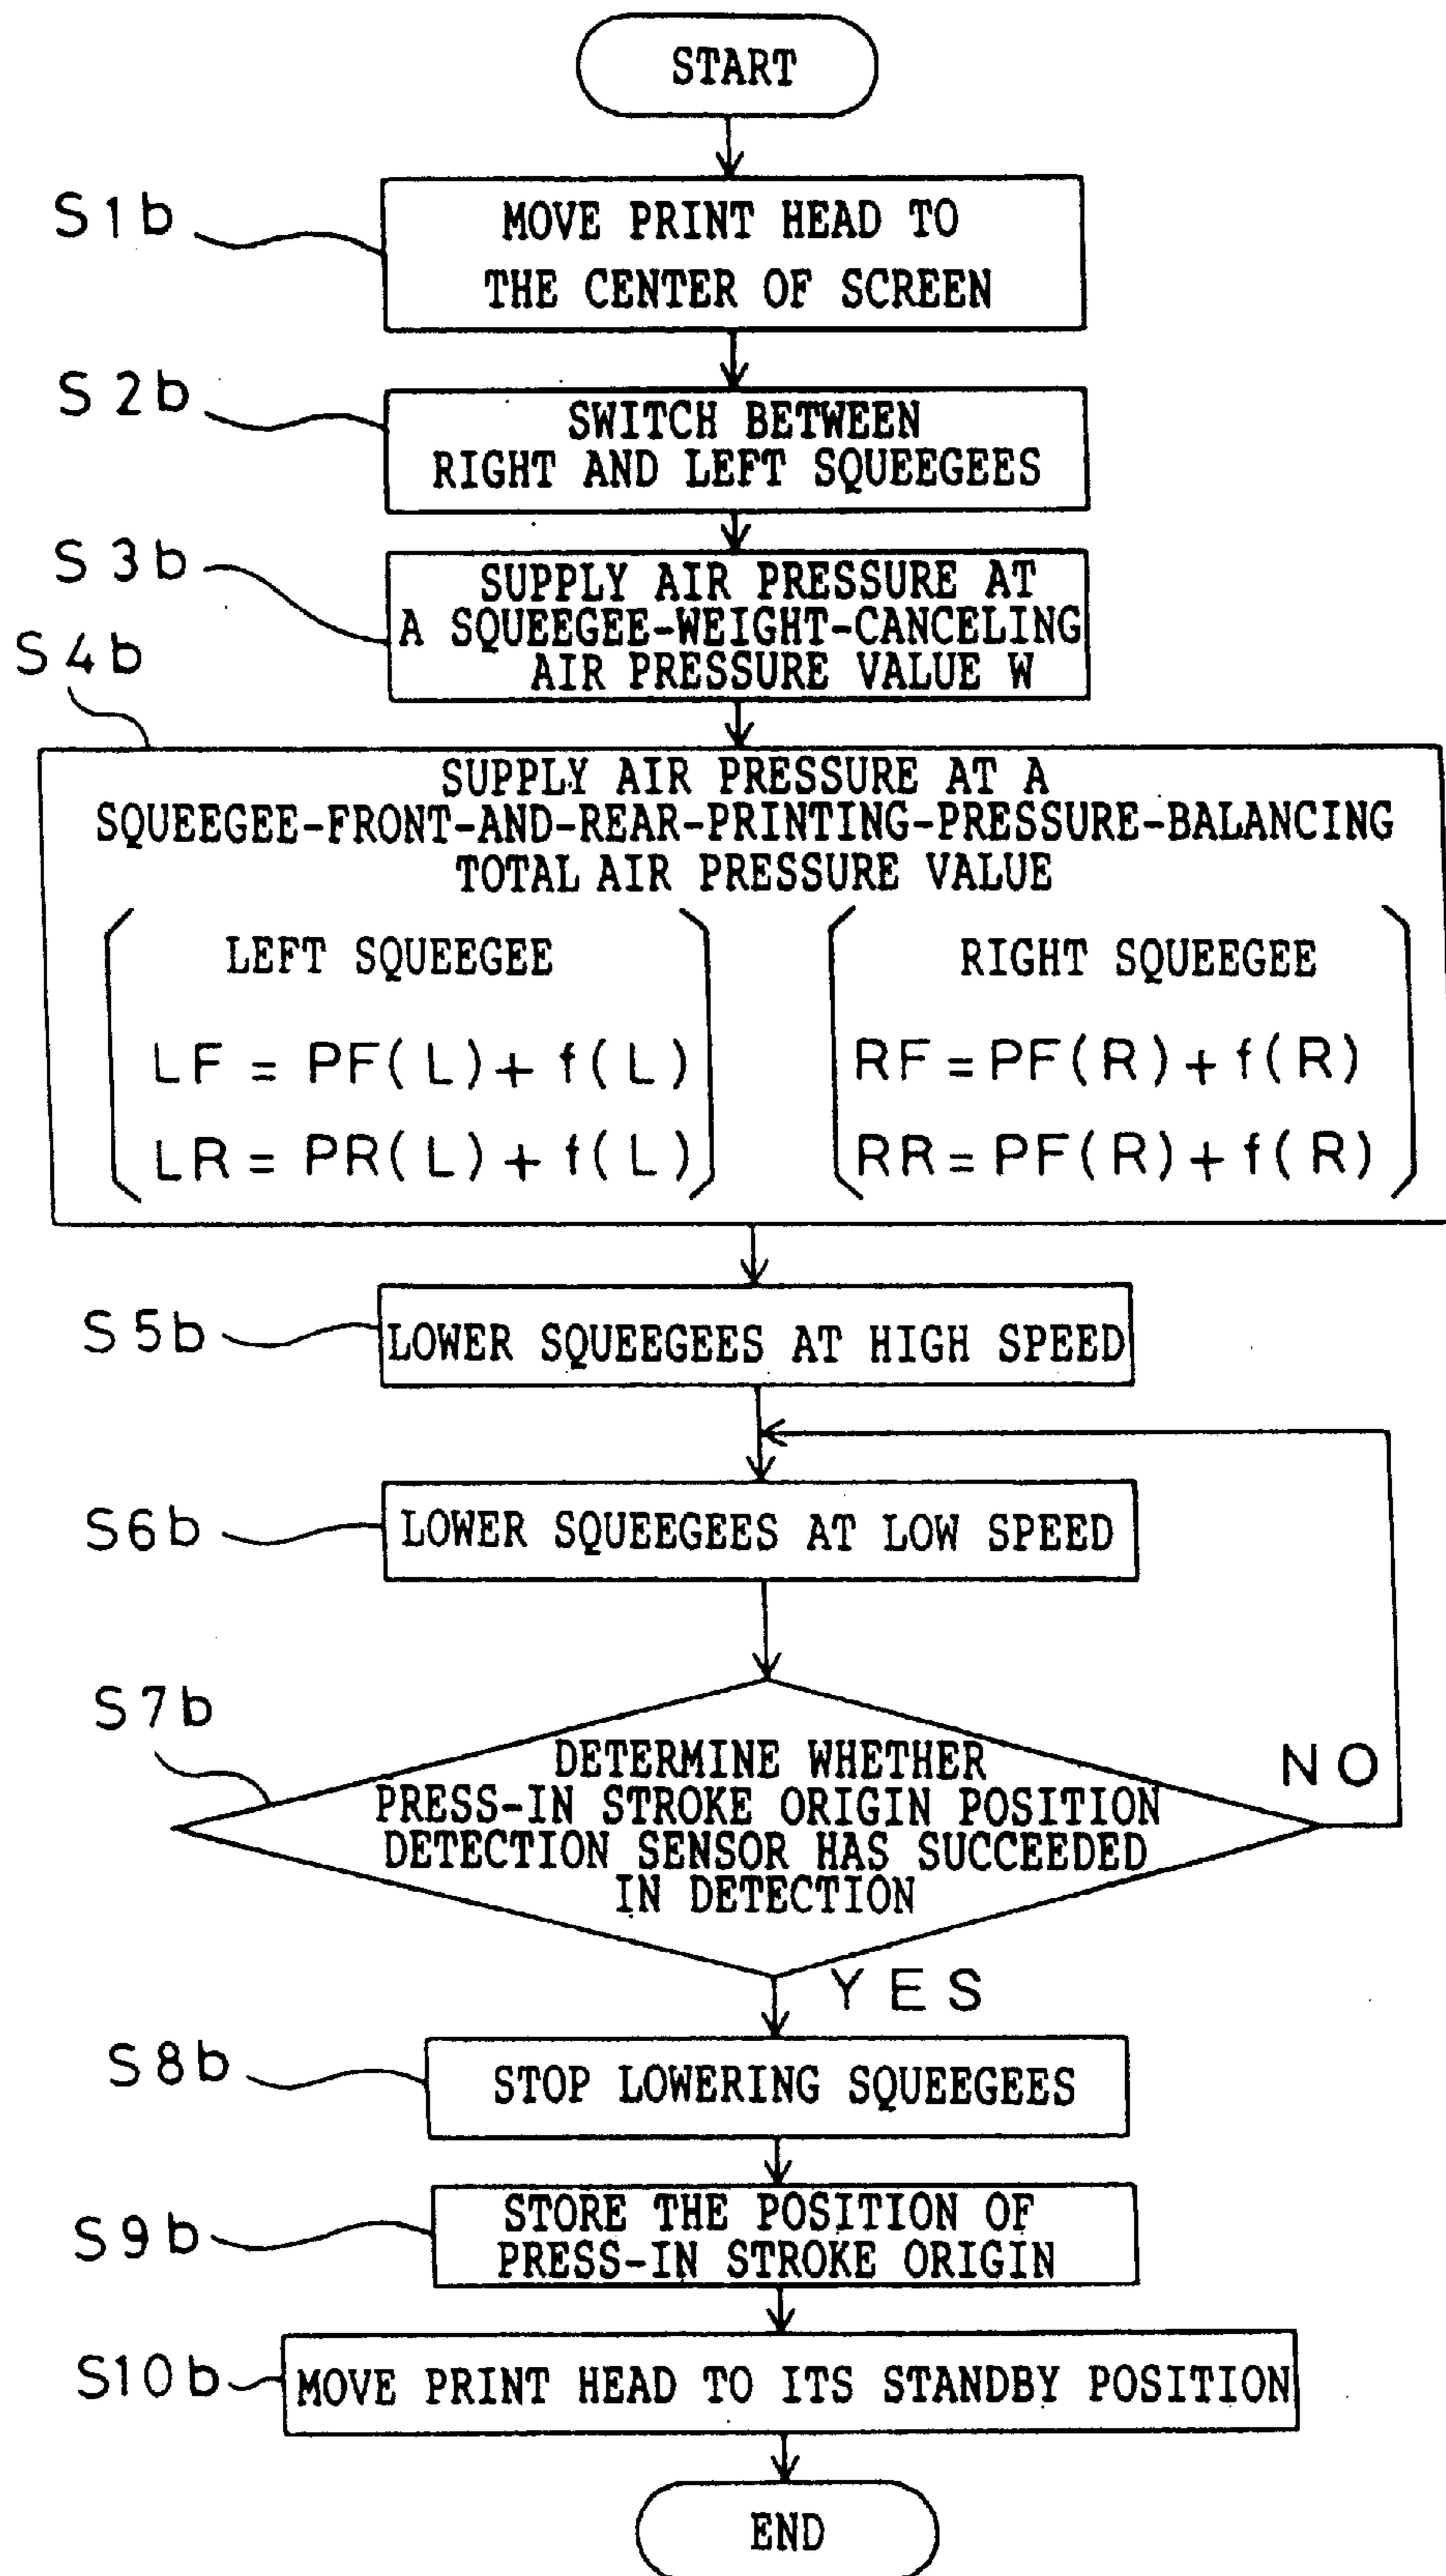 START
S1b
MOVE PRINT HEAD TO
THE CENTER OF SCREEN
S2b
SWITCH BETWEEN
RIGHT AND LEFT SQUEEGEES
S3b
SUPPLY AIR PRESSURE AT
A SQUEEGEE-WEIGHT-CANCELING
AIR PRESSURE VALUE W
S4b
SUPPLY AIR PRESSURE AT A
SQUEEGEE-FRONT-AND-REAR-PRINTING-PRESSURE-BALANCING
TOTAL AIR PRESSURE VALUE
LEFT SQUEEGEE
LF = PF(L) + f(L)
LR = PR(L) + f(L)
RIGHT SQUEEGEE
RF = PF(R) + f(R)
RR = PF(R) + f(R)
S5b
LOWER SQUEEGEES AT HIGH SPEED
S6b
LOWER SQUEEGEES AT LOW SPEED
S7b
DETERMINE WHETHER
PRESS-IN STROKE ORIGIN POSITION
DETECTION SENSOR HAS SUCCEEDED
IN DETECTION
NO
YES
S8b
STOP LOWERING SQUEEGEES
S9b
STORE THE POSITION OF
PRESS-IN STROKE ORIGIN
S10b
MOVE PRINT HEAD TO ITS STANDBY POSITION
END